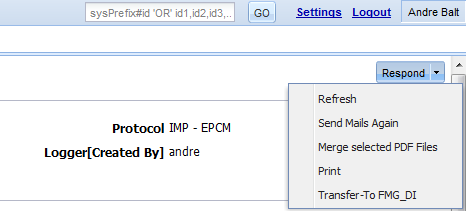 sysPrefix#id 'OR' id1,id2,id3,.. GO Settings Logout Andre Balt
Respond
Refresh
Send Mails Again
Merge selected PDF Files
Print
Transfer-To FMG_DI
Protocol IMP - EPCM
Logger[Created By] andre